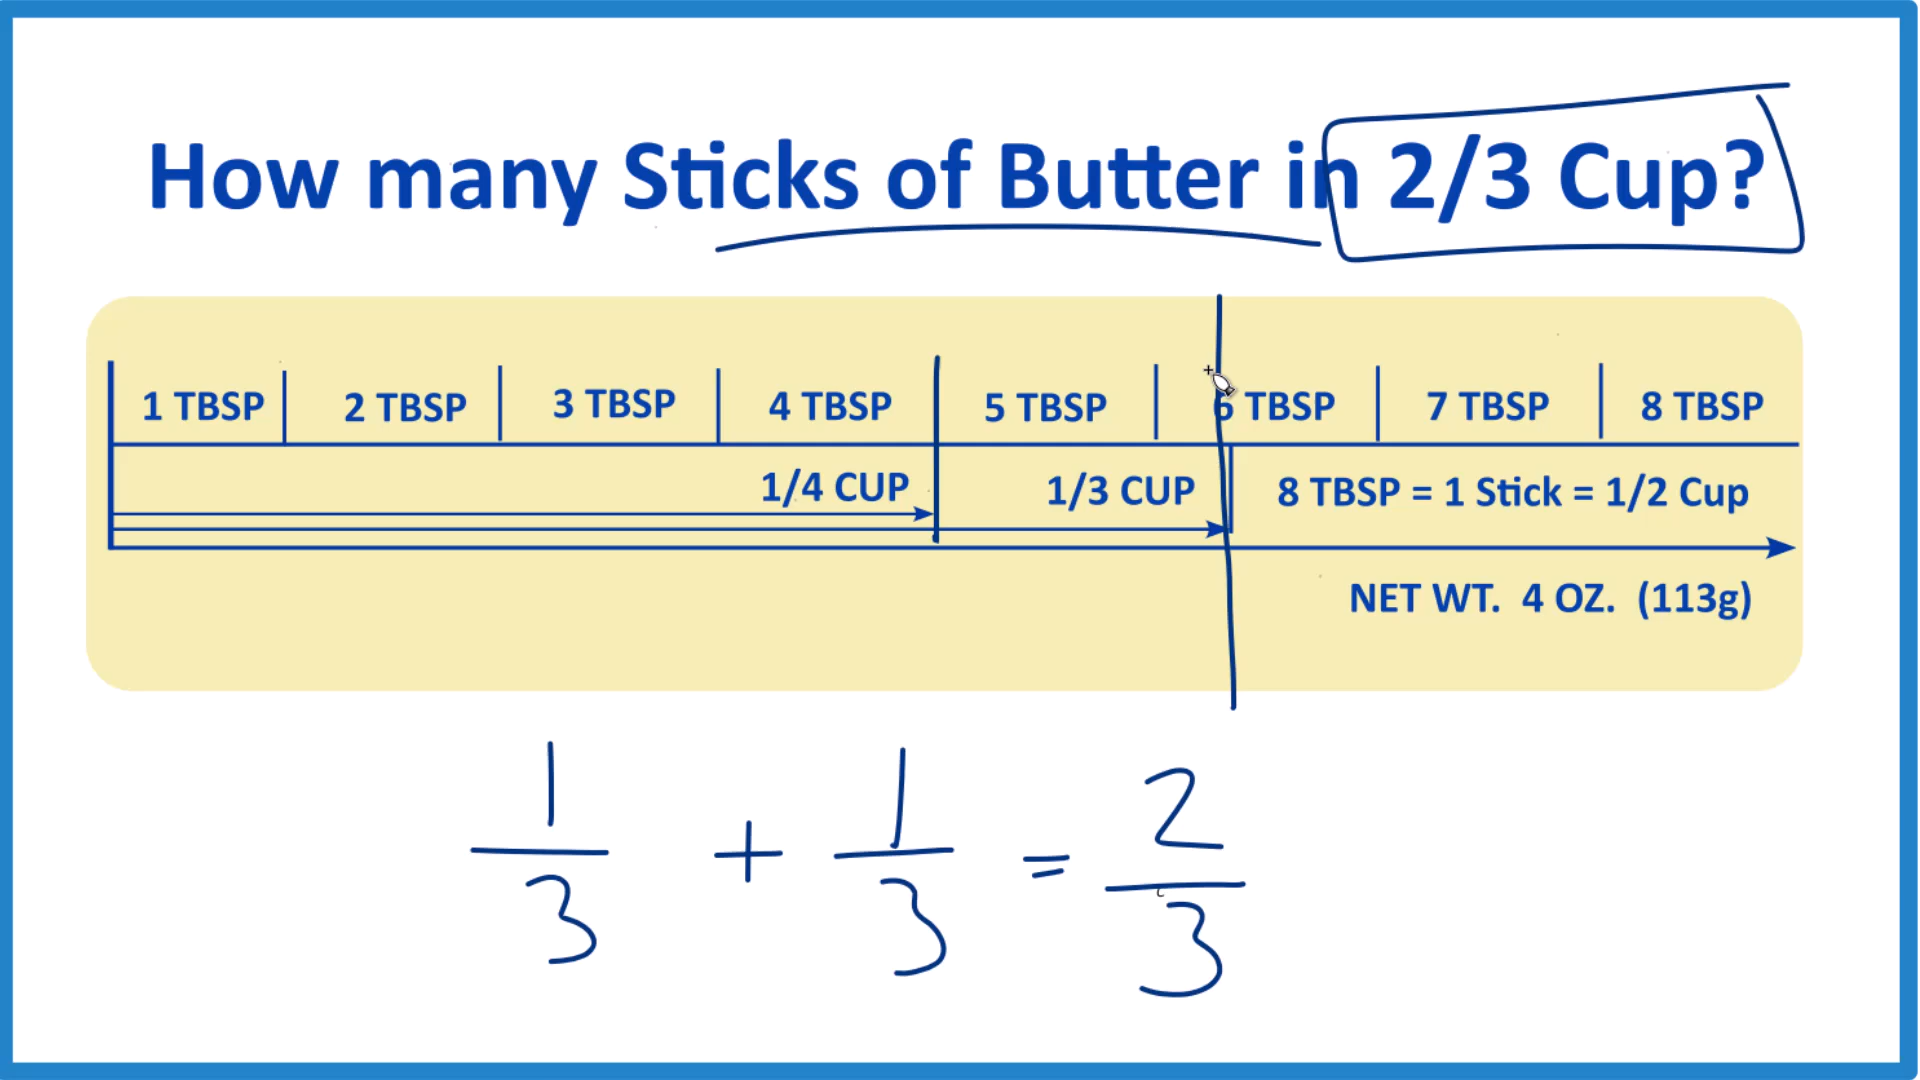 How many Sticks of Butter in 2/3 Cup?
1 TBSP 2 TBSP 3 TBSP 4 TBSP 5 TBSP 6 TBSP 7 TBSP 8 TBSP
1/4 CUP 1/3 CUP 8 TBSP = 1 Stick = 1/2 Cup
NET WT. 4 OZ. (113g)
1/3 + 1/3 = 2/3